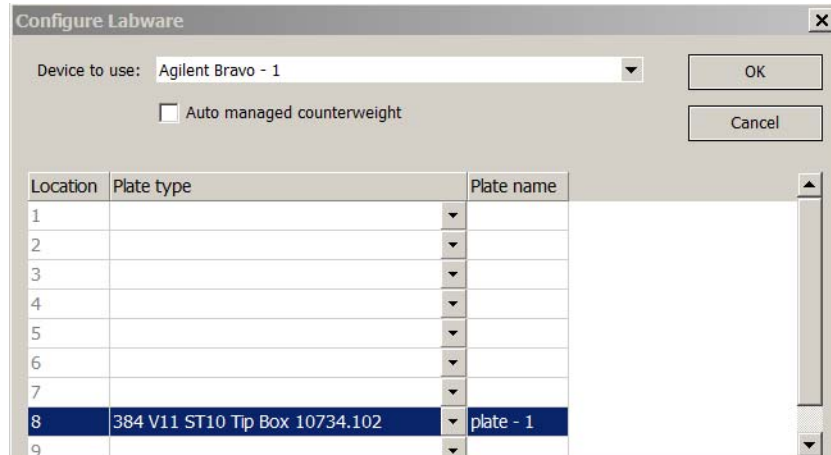 Configure Labware
Device to use: Agilent Bravo - 1
OK
Auto managed counterweight
Cancel
Location Plate type Plate name
1
2
3
4
5
6
7
8 384 V11 ST10 Tip Box 10734.102 plate - 1
9